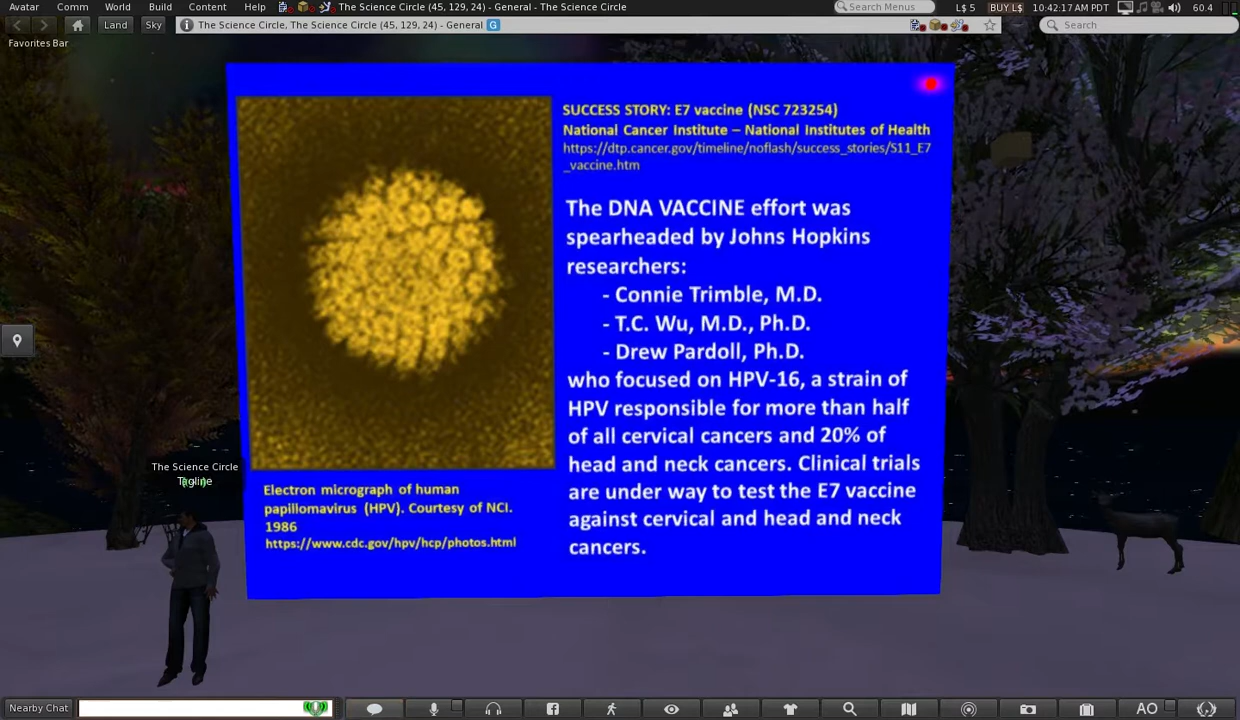 Avatar Comm World Build Content Help The Science Circle, The Science Circle (45, 129, 24) - General - The Science Circle Search Menus L$ 5 BUY L$ 10:42:17 AM PDT 60.4
Land Sky The Science Circle, The Science Circle (45, 129, 24) - General G Search
Favorites Bar
SUCCESS STORY: E7 vaccine (NSC 723254)
National Cancer Institute – National Institutes of Health
https://dtp.cancer.gov/timeline/noflash/success_stories/S11_E7
_vaccine.htm
The DNA VACCINE effort was
spearheaded by Johns Hopkins
researchers:
- Connie Trimble, M.D.
- T.C. Wu, M.D., Ph.D.
- Drew Pardoll, Ph.D.
who focused on HPV-16, a strain of
HPV responsible for more than half
of all cervical cancers and 20% of
head and neck cancers. Clinical trials
are under way to test the E7 vaccine
against cervical and head and neck
cancers.
Electron micrograph of human
papillomavirus (HPV). Courtesy of NCI.
1986
https://www.cdc.gov/hpv/hcp/photos.html
The Science Circle
Nearby Chat AO